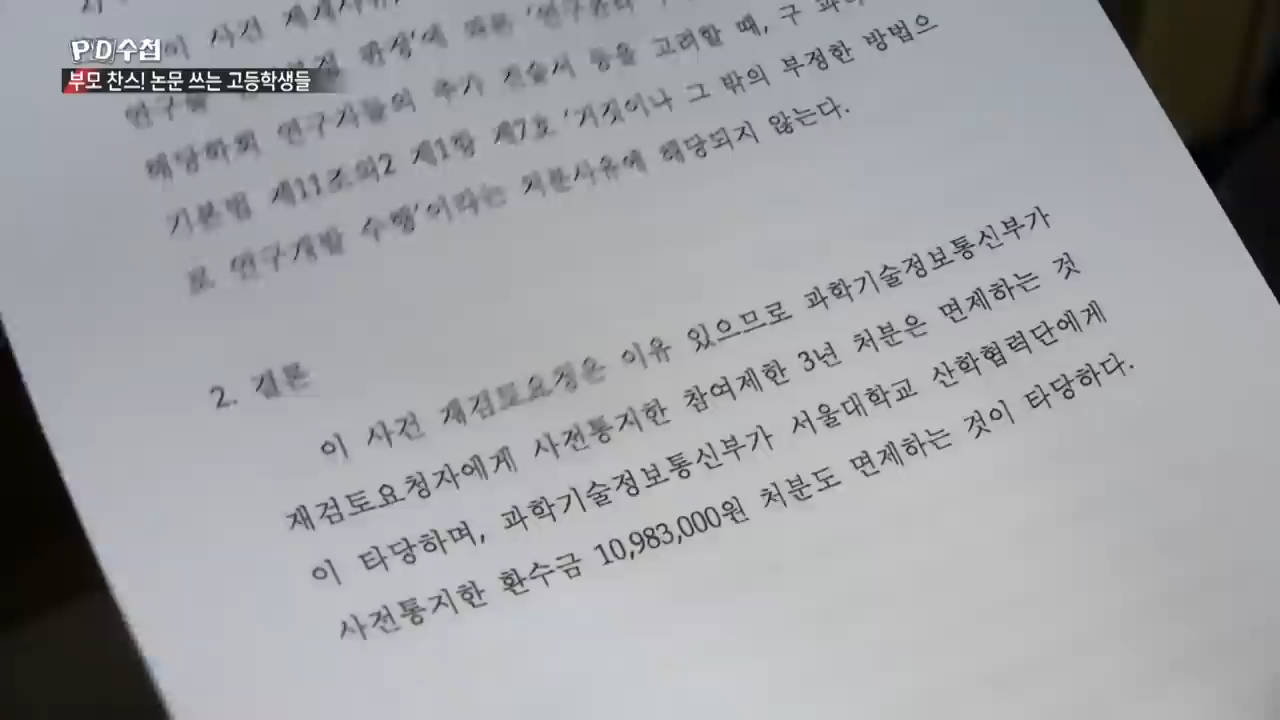 PD수첩
부모 찬스! 논문 쓰는 고등학생들
이 사건
연구를
해당학회 연구자들의 추가 진술서 등을 고려할 때, 구
기본법 제11조의2 제1항 제7호 '거짓이나 그 밖의 부정한 방법으
로 연구개발 수행'이라는 처분사유에 해당되지 않는다.
2. 결론
이 사건 재검토요청은 이유 있으므로 과학기술정보통신부가
재검토요청자에게 사전통지한 참여제한 3년 처분은 면제하는 것
이 타당하며, 과학기술정보통신부가 서울대학교 산학협력단에게
사전통지한 환수금 10,983,000원 처분도 면제하는 것이 타당하다.